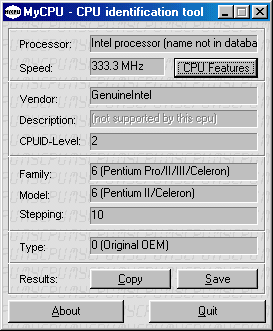 MyCPU - CPU identification tool
Processor: Intel processor (name not in databa
Speed: 333.3 MHz CPU Features
Vendor: GenuineIntel
Description: (not supported by this cpu)
CPUID-Level: 2
Family: 6 (Pentium Pro/II/III/Celeron)
Model: 6 (Pentium II/Celeron)
Stepping: 10
Type: 0 (Original OEM)
Results: Copy Save
About Quit